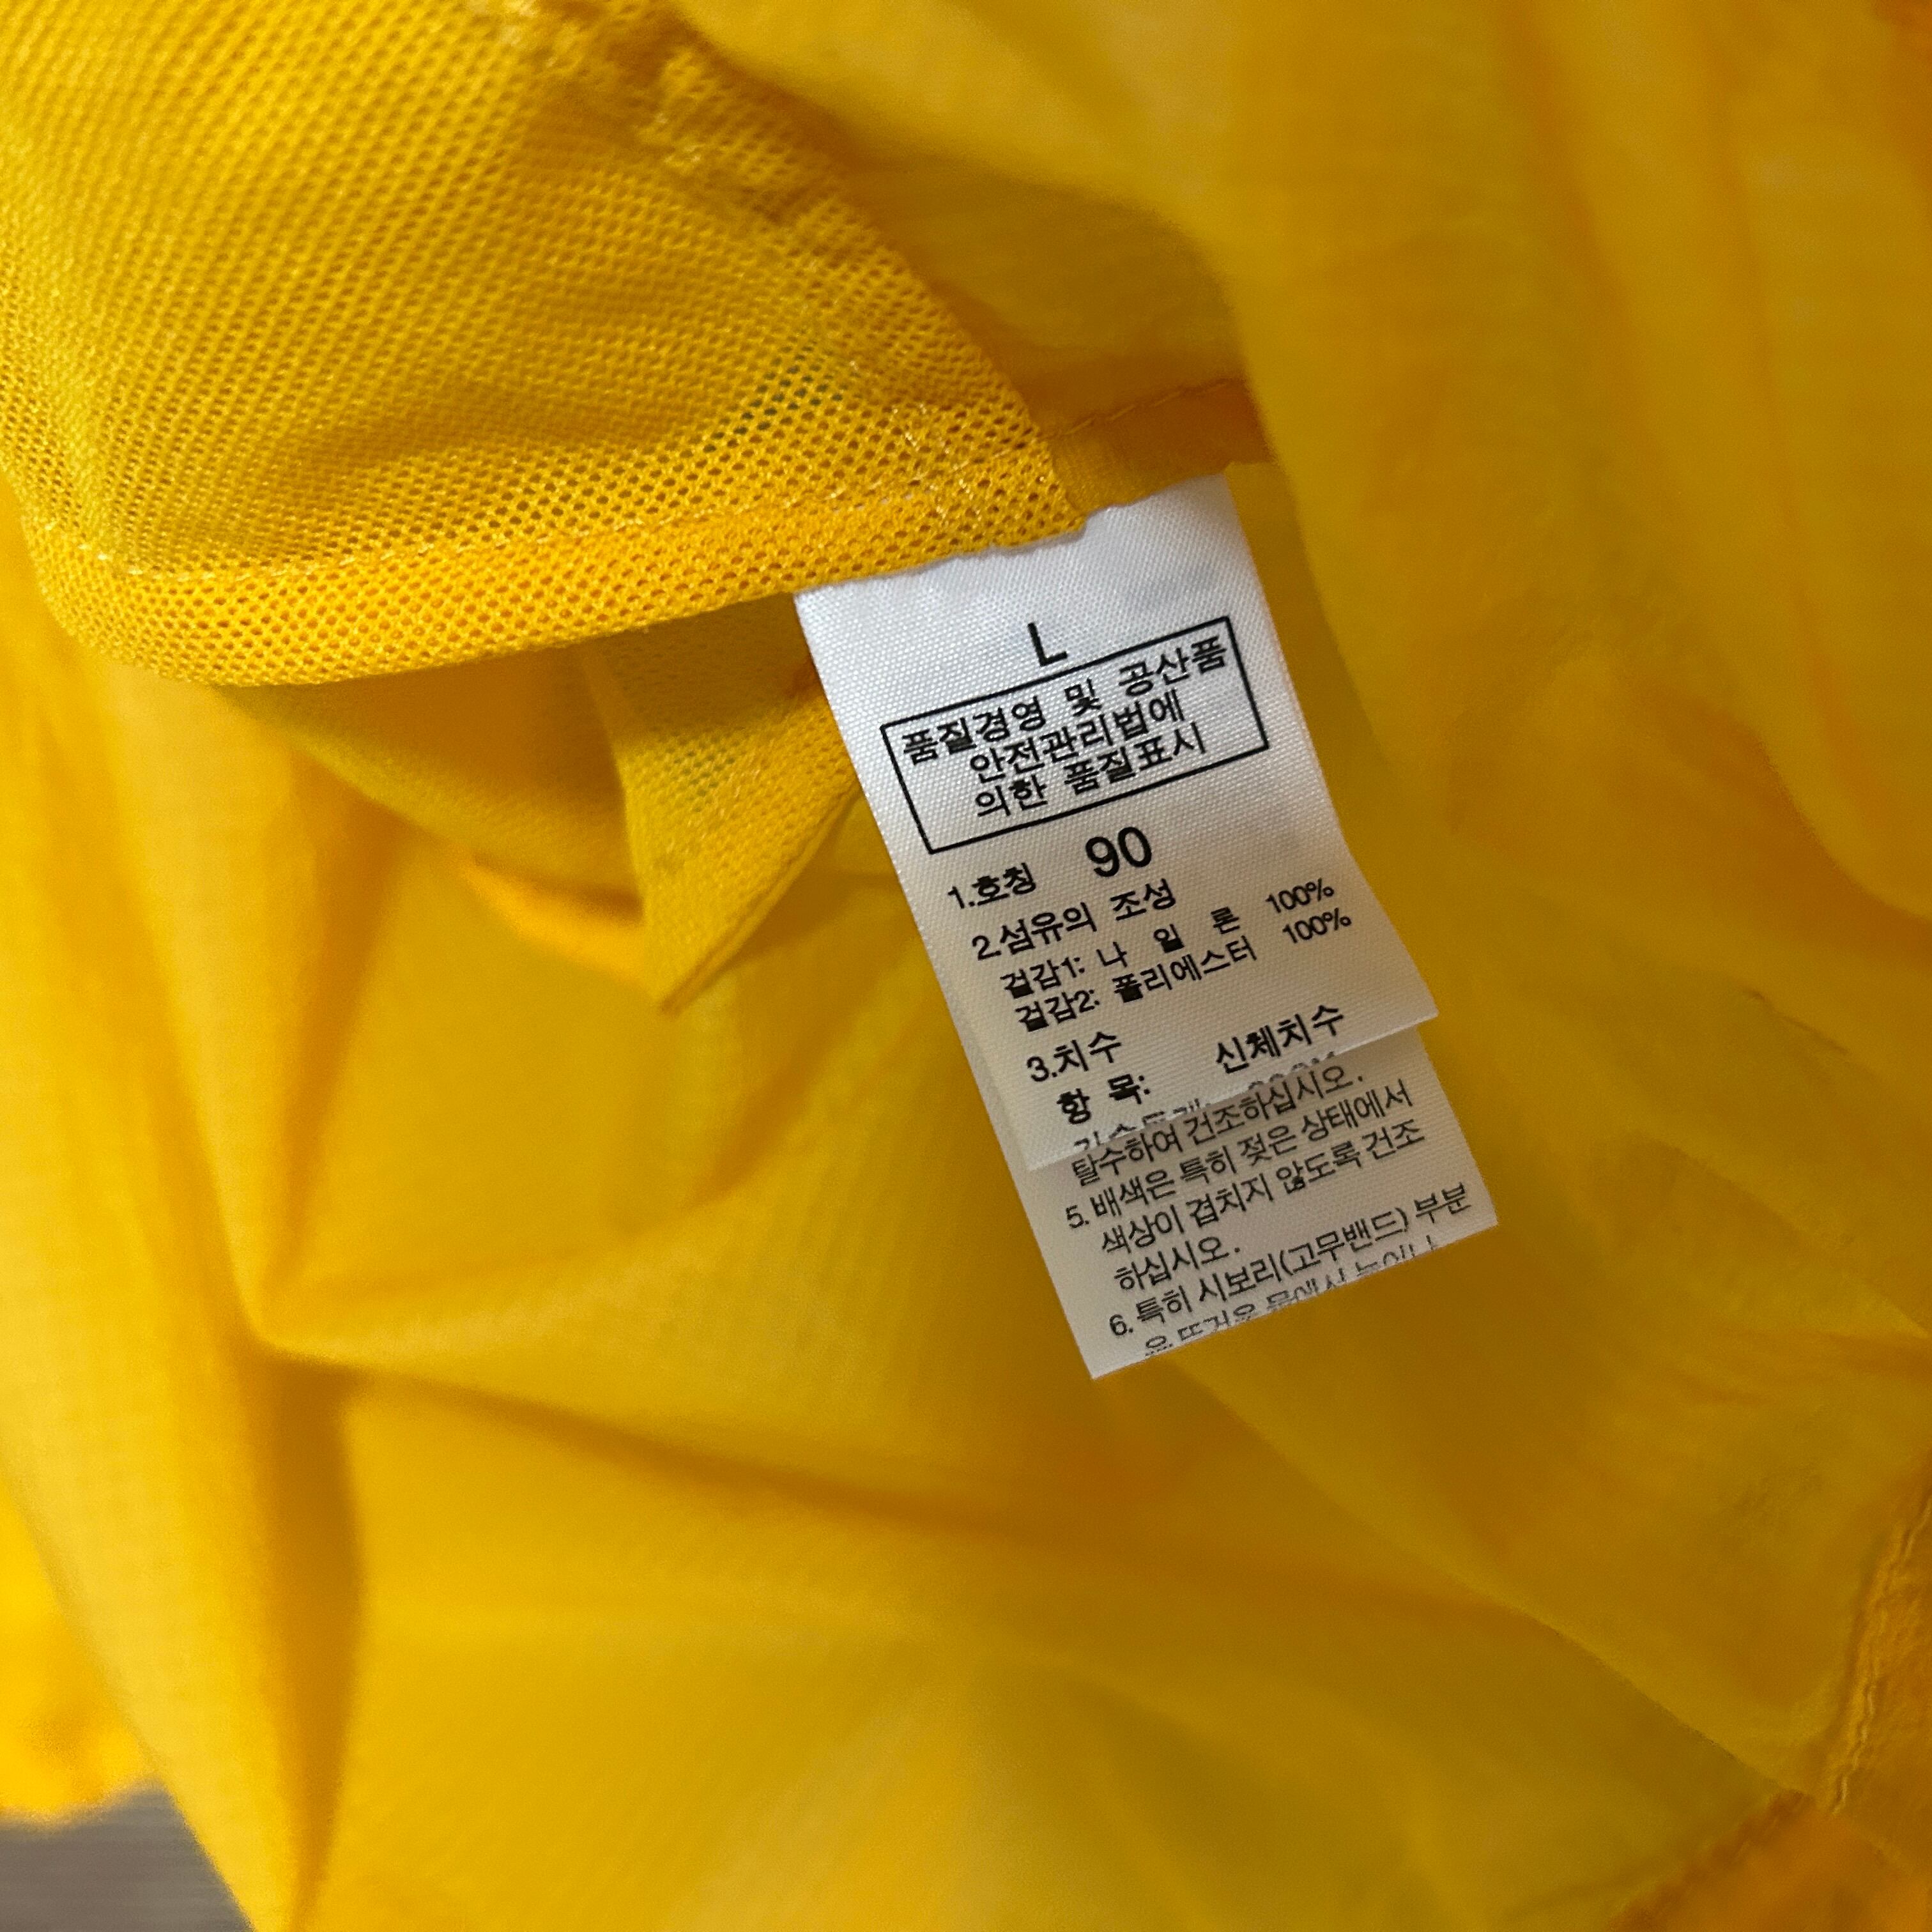 L
품질경영 및 공산품
안전관리법에
의한 품질표시
1.호칭 90
2.섬유의 조성
겉감1: 나 일 론 100%
겉감2: 폴리에스터 100%
3.치수 신체치수
항 목:
탈수하여 건조하십시오.
5. 배색은 특히 젖은 상태에서
색상이 겹치지 않도록 건조
하십시오.
6. 특히 시보리(고무밴드) 부분